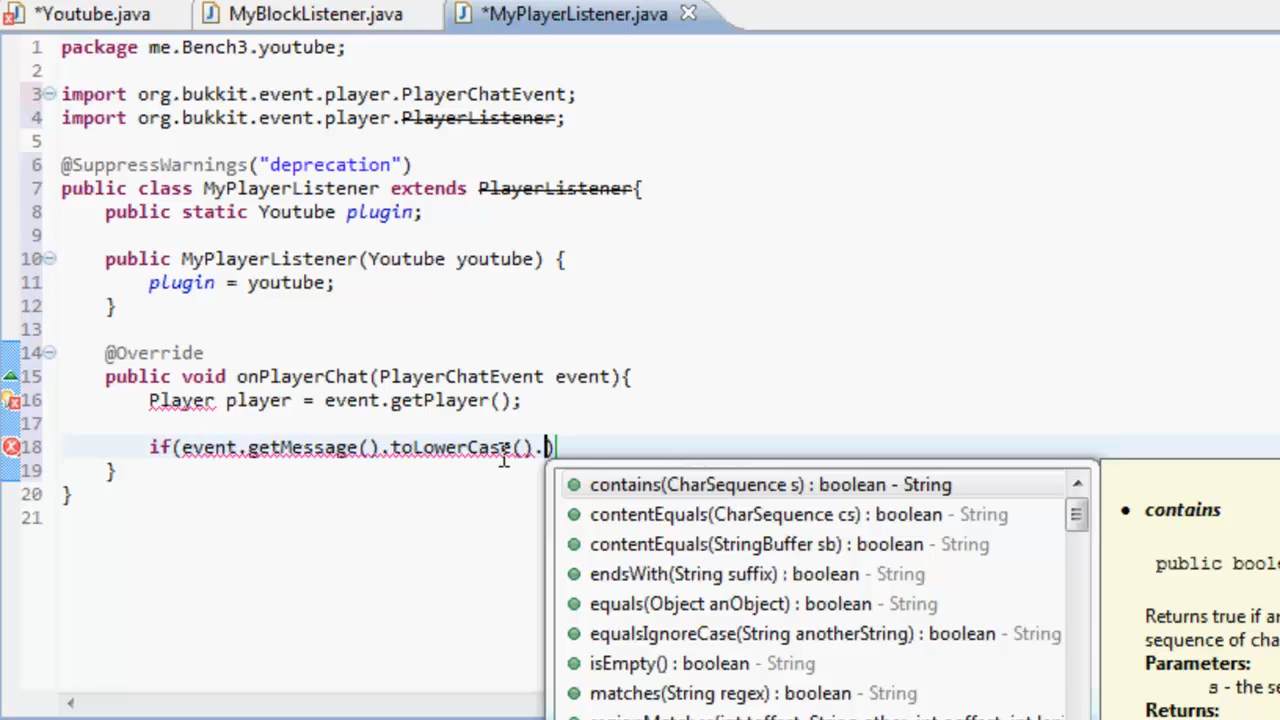 *Youtube.java MyBlockListener.java *MyPlayerListener.java
1 package me.Bench3.youtube;
2
3 import org.bukkit.event.player.PlayerChatEvent;
4 import org.bukkit.event.player.PlayerListener;
5
6 @SuppressWarnings("deprecation")
7 public class MyPlayerListener extends PlayerListener{
8 public static Youtube plugin;
9
10 public MyPlayerListener(Youtube youtube) {
11 plugin = youtube;
12 }
13
14 @Override
15 public void onPlayerChat(PlayerChatEvent event){
16 Player player = event.getPlayer();
17
18 if(event.getMessage().toLowerCase().)
19 }
20 }
21
contains(CharSequence s) : boolean - String
contentEquals(CharSequence cs) : boolean - String
contentEquals(StringBuffer sb) : boolean - String
endsWith(String suffix) : boolean - String
equals(Object anObject) : boolean - String
equalsIgnoreCase(String anotherString) : boolean - String
isEmpty() : boolean - String
matches(String regex) : boolean - String
• contains
public boole
Returns true if a
sequence of cha
Parameters:
s - the se
Returns: